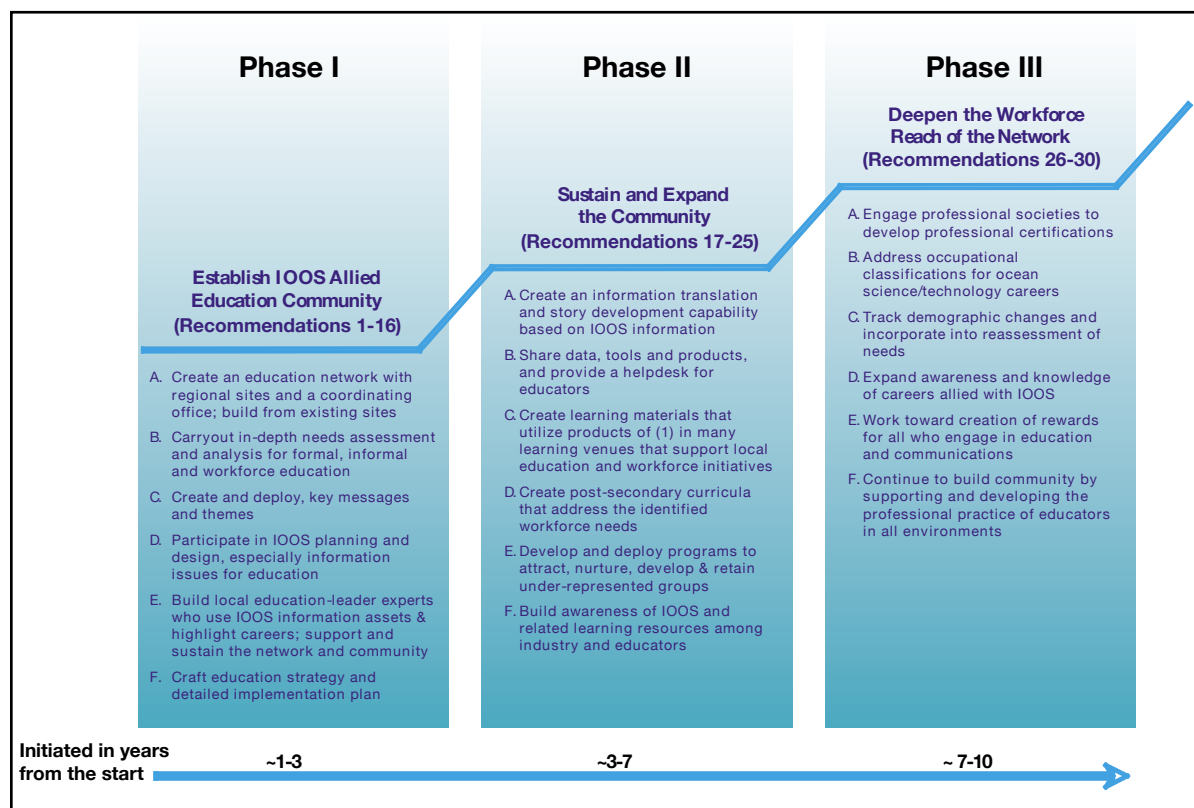 Phase I
Establish IOOS Allied
Education Community
(Recommendations 1-16)
A. Create an education network with
regional sites and a coordinating
office; build from existing sites
B. Carryout in-depth needs assessment
and analysis for formal, informal
and workforce education
C. Create and deploy, key messages
and themes
D. Participate in IOOS planning and
design, especially information
issues for education
E. Build local education-leader experts
who use IOOS information assets &
highlight careers; support and
sustain the network and community
F. Craft education strategy and
detailed implementation plan
Phase II
Sustain and Expand
the Community
(Recommendations 17-25)
A. Create an information translation
and story development capability
based on IOOS information
B. Share data, tools and products,
and provide a helpdesk for
educators
C. Create learning materials that
utilize products of (1) in many
learning venues that support local
education and workforce initiatives
D. Create post-secondary curricula
that address the identified
workforce needs
E. Develop and deploy programs to
attract, nurture, develop & retain
under-represented groups
F. Build awareness of IOOS and
related learning resources among
industry and educators
Phase III
Deepen the Workforce
Reach of the Network
(Recommendations 26-30)
A. Engage professional societies to
develop professional certifications
B. Address occupational
classifications for ocean
science/technology careers
C. Track demographic changes and
incorporate into reassessment of
needs
D. Expand awareness and knowledge
of careers allied with IOOS
E. Work toward creation of rewards
for all who engage in education
and communications
F. Continue to build community by
supporting and developing the
professional practice of educators
in all environments
Initiated in years
from the start
~1-3
~3-7
~ 7-10